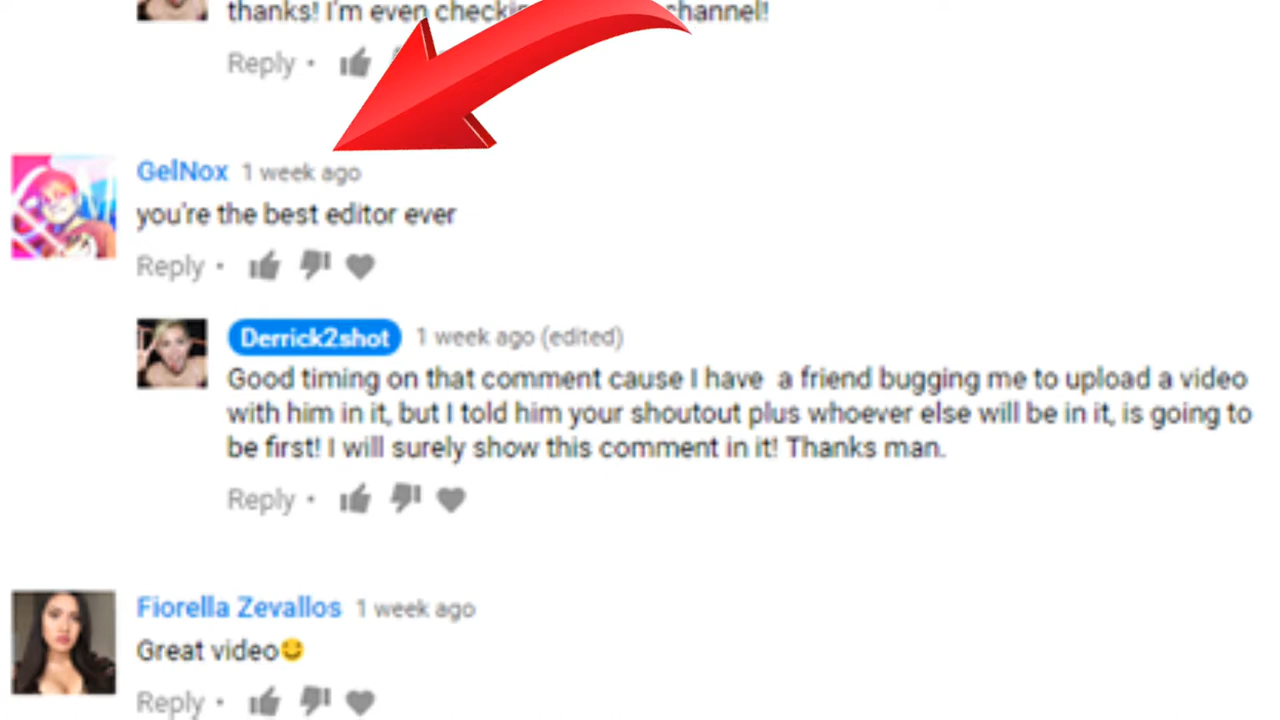 thanks! I'm even checkin channel!
Reply •
GelNox 1 week ago
you're the best editor ever
Reply •
Derrick2shot 1 week ago (edited)
Good timing on that comment cause I have a friend bugging me to upload a video
with him in it, but I told him your shoutout plus whoever else will be in it, is going to
be first! I will surely show this comment in it! Thanks man.
Reply •
Fiorella Zevallos 1 week ago
Great video😊
Reply •